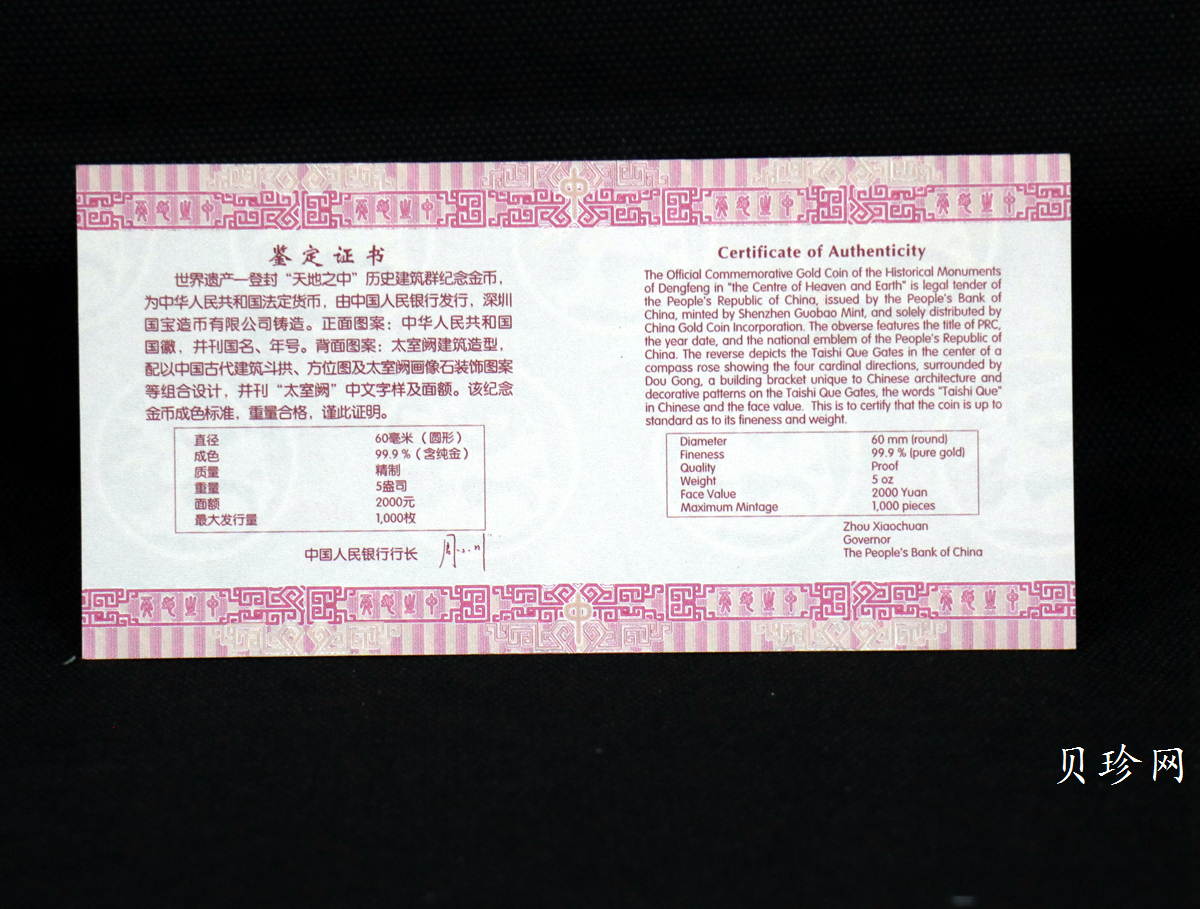 鉴定证书
世界遗产—登封“天地之中”历史建筑群纪念金币，
为中华人民共和国法定货币，由中国人民银行发行，深圳
国宝造币有限公司铸造。正面图案：中华人民共和国
国徽，并刊国名、年号。背面图案：太室阙建筑造型，
配以中国古代建筑斗拱、方位图及太室阙画像石装饰图案
等组合设计，并刊“太室阙”中文字样及面额。该纪念
金币成色标准，重量合格，谨此证明。
直径 60毫米（圆形）
成色 99.9%（含纯金）
质量 精制
重量 5盎司
面额 2000元
最大发行量 1,000枚
中国人民银行行长
Certificate of Authenticity
The Official Commemorative Gold Coin of the Historical Monuments
of Dengfeng in "the Centre of Heaven and Earth" is legal tender of
the People's Republic of China, issued by the People's Bank of
China, minted by Shenzhen Guobao Mint, and solely distributed by
China Gold Coin Incorporation. The obverse features the title of PRC,
the year date, and the national emblem of the People's Republic of
China. The reverse depicts the Taishi Que Gates in the center of a
compass rose showing the four cardinal directions, surrounded by
Dou Gong, a building bracket unique to Chinese architecture and
decorative patterns on the Taishi Que Gates, the words "Taishi Que"
in Chinese and the face value. This is to certify that the coin is up to
standard as to its fineness and weight.
Diameter 60 mm (round)
Fineness 99.9 % (pure gold)
Quality Proof
Weight 5 oz
Face Value 2000 Yuan
Maximum Mintage 1,000 pieces
Zhou Xiaochuan
Governor
The People's Bank of China
贝珍网